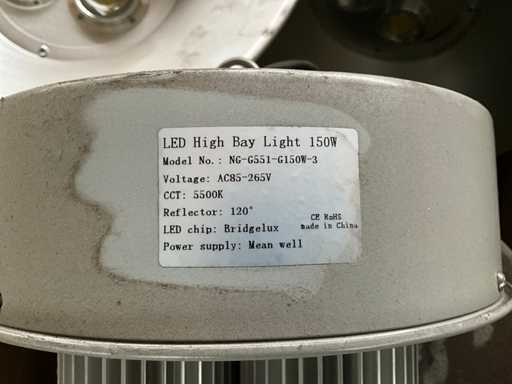 LED High Bay Light 150W
Model No.: NG-G551-G150W-3
Voltage: AC85-265V
CCT: 5500K
Reflector: 120°
CE RoHS
LED chip: Bridgelux
made in China
Power supply: Mean well